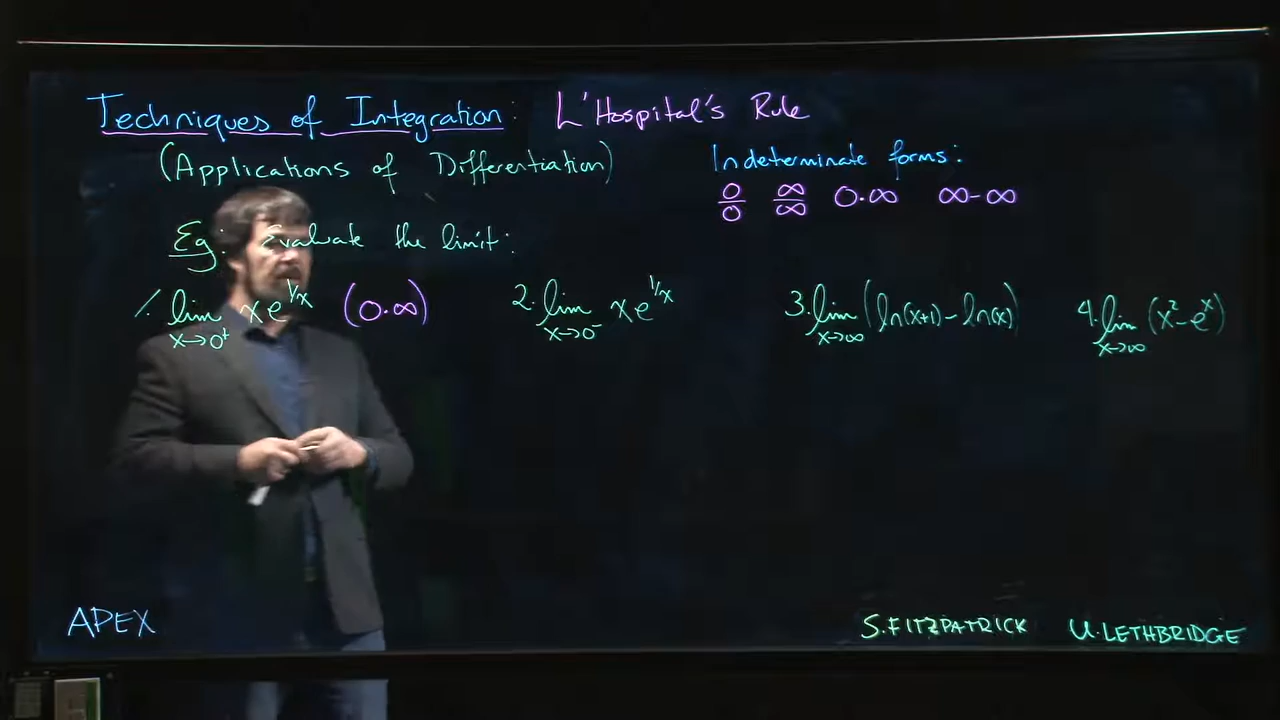 Techniques of Integration: L'Hospital's Rule
(Applications of Differentiation)
Indeterminate forms:
0/0 ∞/∞ 0·∞ ∞-∞
Eg: Evaluate the limit:
1. lim x→0⁺ xe^(1/x) (0·∞)
2. lim x→0⁻ xe^(1/x)
3. lim x→∞ (ln(x+1) - ln(x))
4. lim x→∞ (x² - e^x)
APEX
S.FITZPATRICK U.LETHBRIDGE